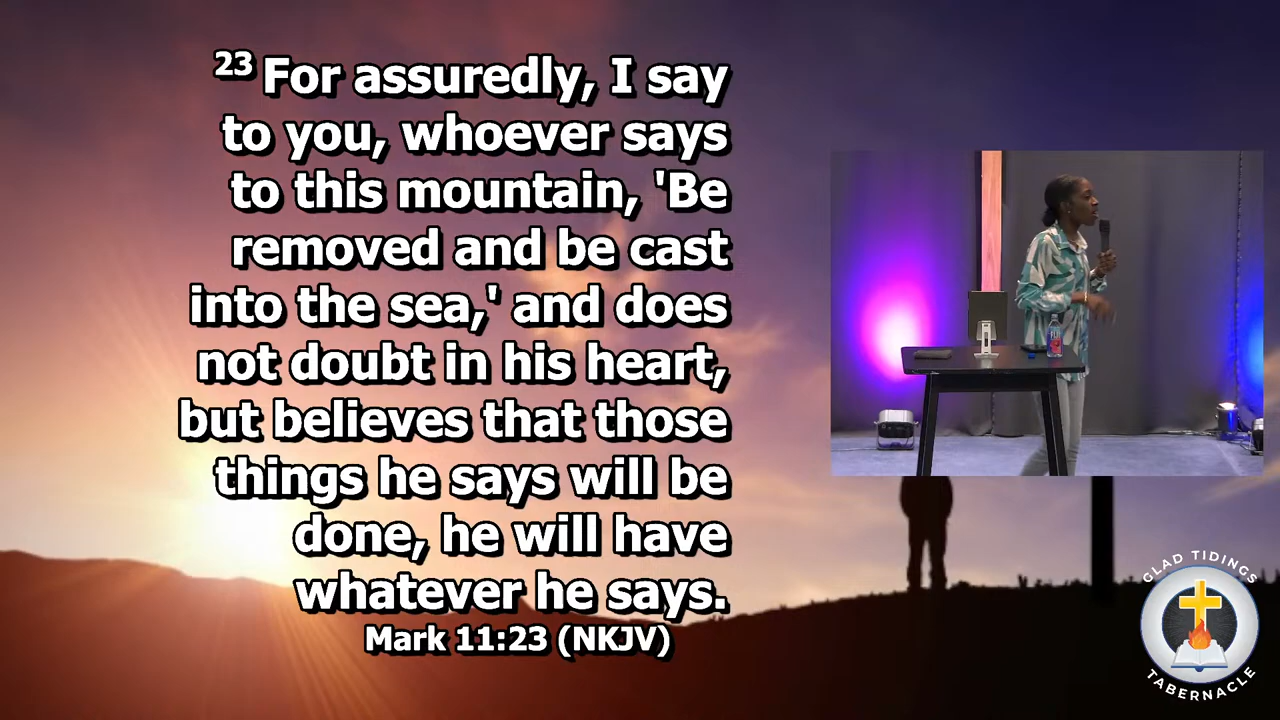 23 For assuredly, I say
to you, whoever says
to this mountain, 'Be
removed and be cast
into the sea,' and does
not doubt in his heart,
but believes that those
things he says will be
done, he will have
whatever he says.
Mark 11:23 (NKJV)
GLAD TIDINGS
TABERNACLE